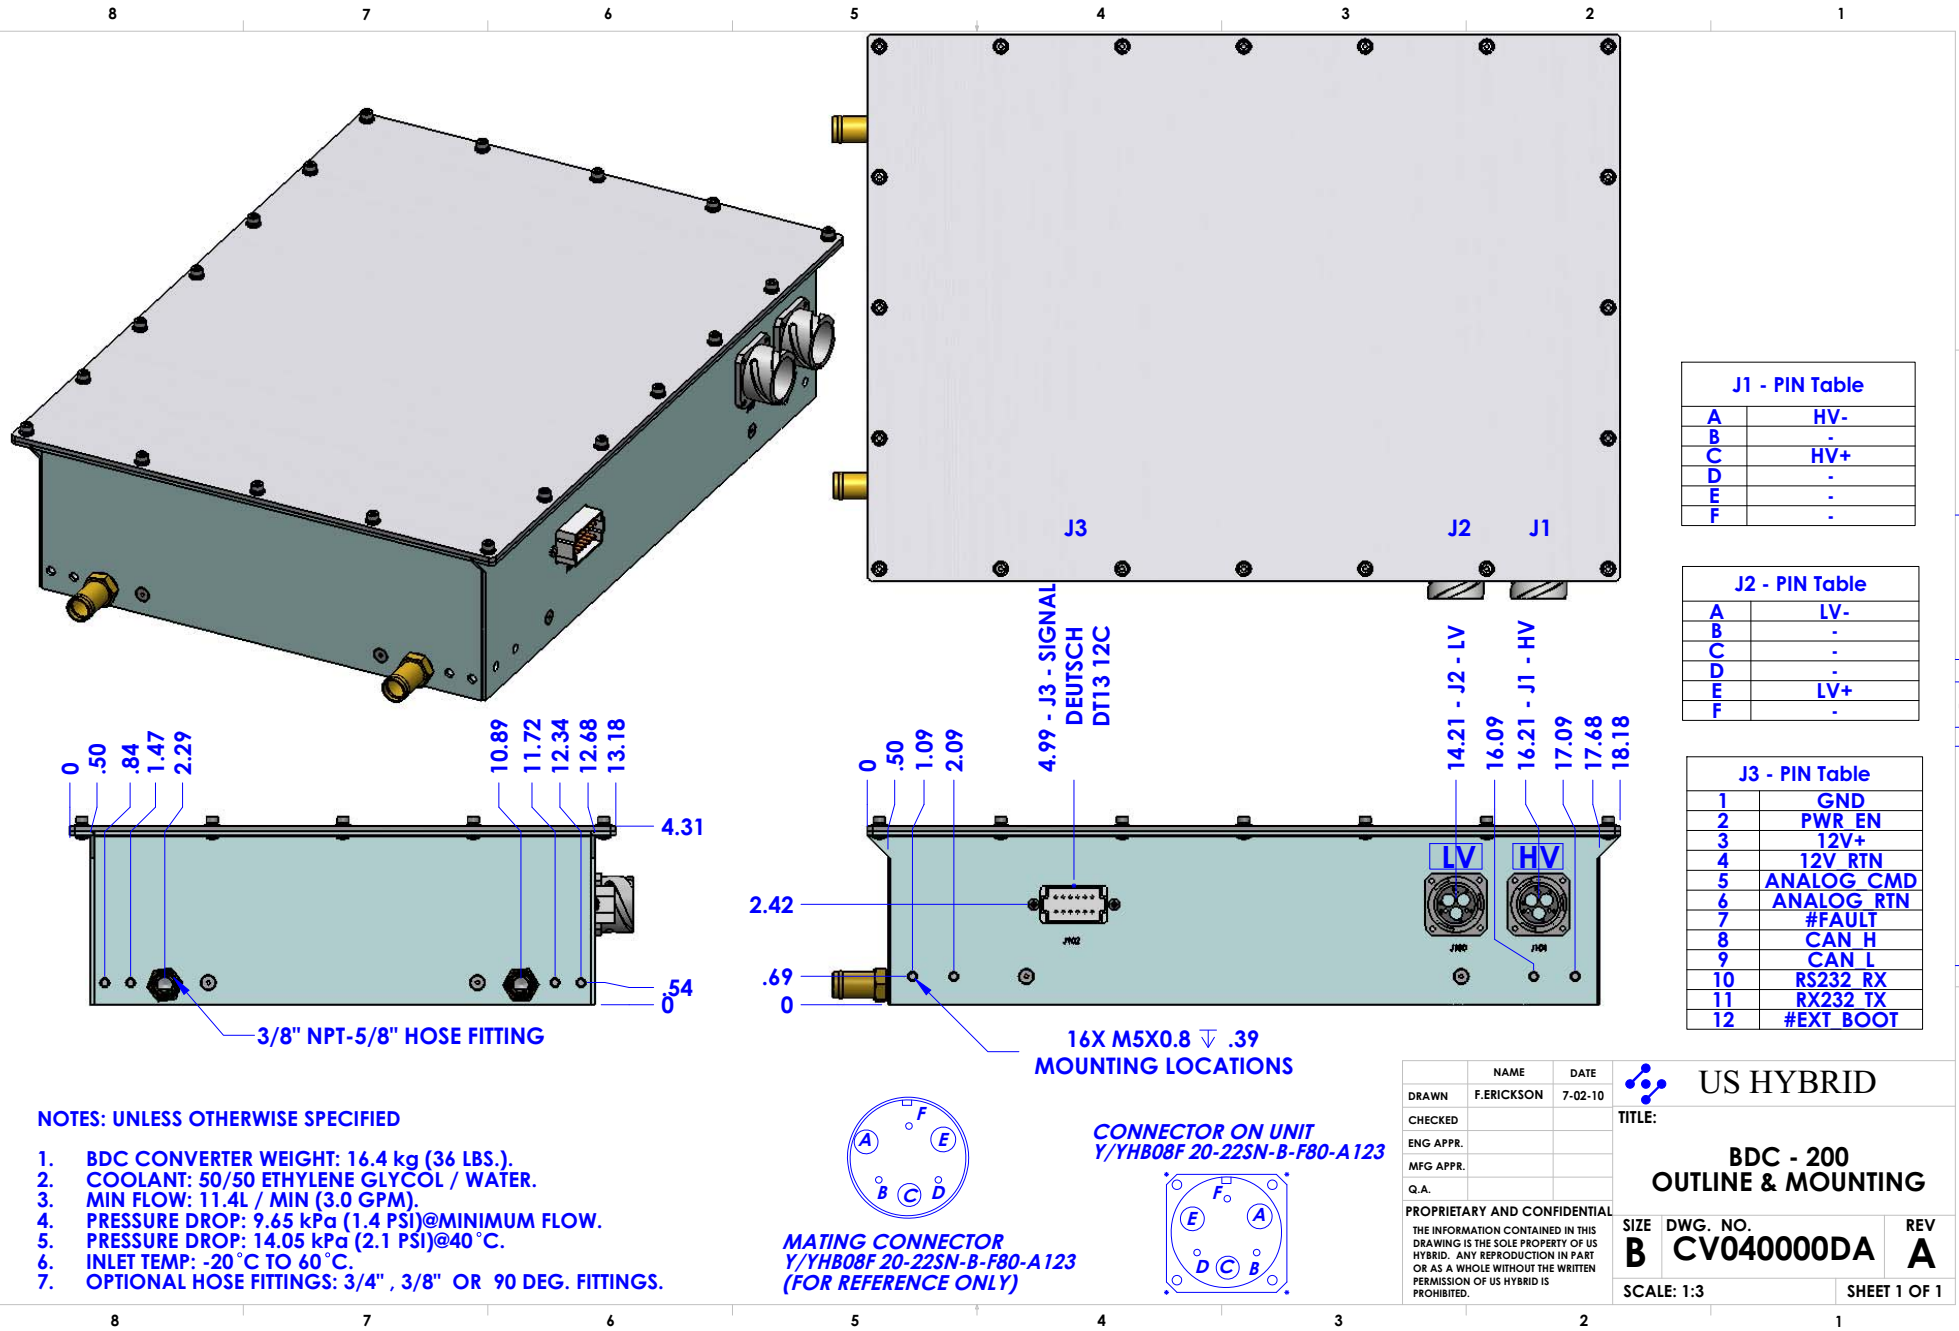 8 7 6 5 4 3 2 1
J3 J2 J1
4.99 - J3 - SIGNAL
DEUTSCH
DT13 12C
14.21 - J2 - LV
16.09
16.21 - J1 - HV
17.09
17.68
18.18
0
.50
1.09
2.09
0
.50
.84
1.47
2.29
10.89
11.72
12.34
12.68
13.18
4.31
.54
0
3/8" NPT-5/8" HOSE FITTING
2.42
.69
0
LV HV
J102
16X M5X0.8 ↧ .39
MOUNTING LOCATIONS
J1 - PIN Table
A HV-
B -
C HV+
D -
E -
F -
J2 - PIN Table
A LV-
B -
C -
D -
E LV+
F -
J3 - PIN Table
1 GND
2 PWR_EN
3 12V+
4 12V_RTN
5 ANALOG_CMD
6 ANALOG_RTN
7 #FAULT
8 CAN_H
9 CAN_L
10 RS232_RX
11 RX232_TX
12 #EXT_BOOT
NOTES: UNLESS OTHERWISE SPECIFIED
1. BDC CONVERTER WEIGHT: 16.4 kg (36 LBS.).
2. COOLANT: 50/50 ETHYLENE GLYCOL / WATER.
3. MIN FLOW: 11.4L / MIN (3.0 GPM).
4. PRESSURE DROP: 9.65 kPa (1.4 PSI)@MINIMUM FLOW.
5. PRESSURE DROP: 14.05 kPa (2.1 PSI)@40°C.
6. INLET TEMP: -20°C TO 60°C.
7. OPTIONAL HOSE FITTINGS: 3/4" , 3/8" OR 90 DEG. FITTINGS.
F
A E
B C D
MATING CONNECTOR
Y/YHB08F 20-22SN-B-F80-A123
(FOR REFERENCE ONLY)
CONNECTOR ON UNIT
Y/YHB08F 20-22SN-B-F80-A123
F
E A
D C B
NAME DATE
DRAWN F.ERICKSON 7-02-10
CHECKED
ENG APPR.
MFG APPR.
Q.A.
PROPRIETARY AND CONFIDENTIAL
THE INFORMATION CONTAINED IN THIS
DRAWING IS THE SOLE PROPERTY OF US
HYBRID. ANY REPRODUCTION IN PART
OR AS A WHOLE WITHOUT THE WRITTEN
PERMISSION OF US HYBRID IS
PROHIBITED.
US HYBRID
TITLE:
BDC - 200
OUTLINE & MOUNTING
SIZE DWG. NO. REV
B CV040000DA A
SCALE: 1:3 SHEET 1 OF 1
8 7 6 5 4 3 2 1